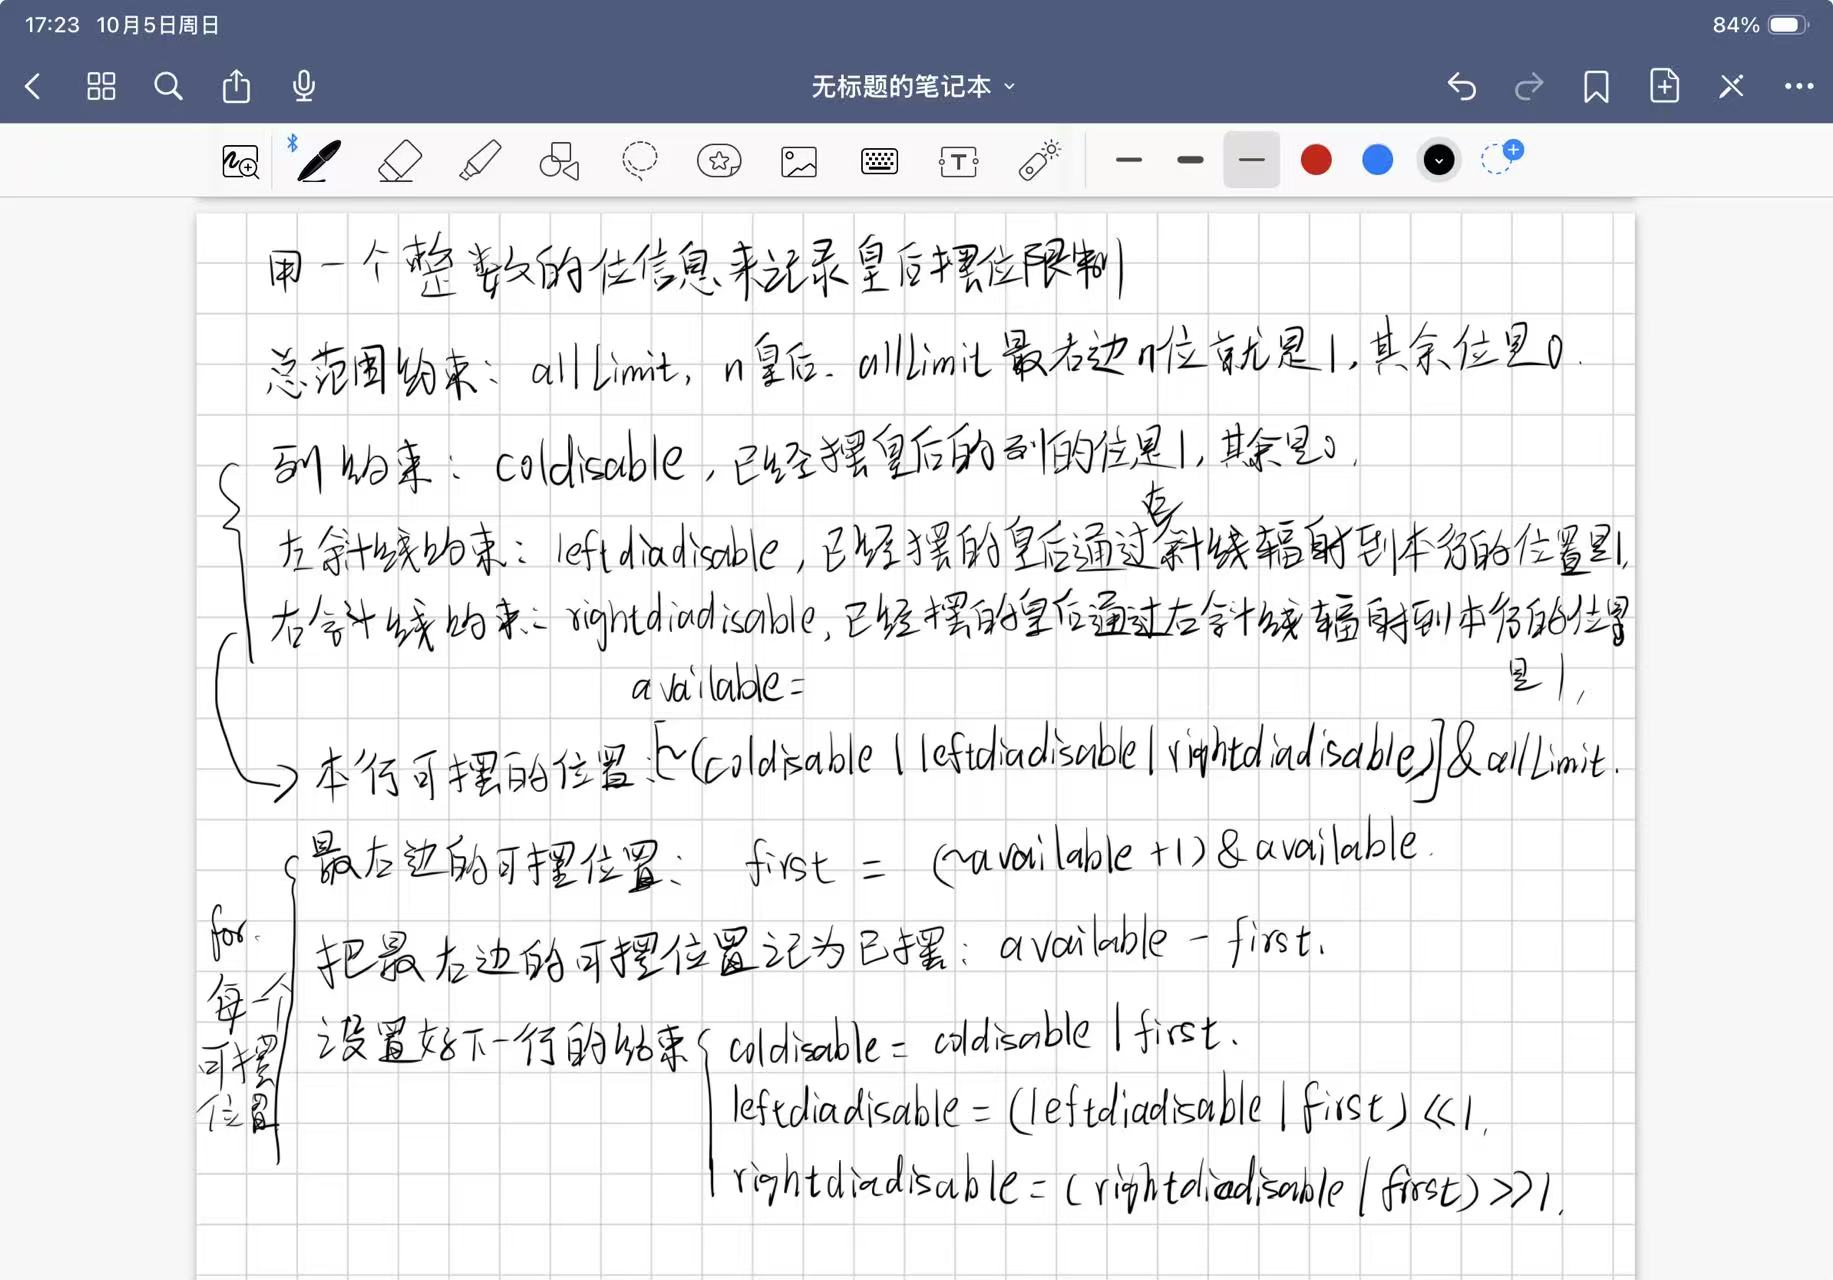 17:23 10月5日周日
84%
无标题的笔记本
用一个整数的位信息来记录皇后摆位限制
总范围约束：allLimit，n皇后．allLimit最右边n位就是1，其余位是0．
列约束：coldisable，已经摆皇后的列的位是1，其余是0．
左
左斜线约束：leftdiadisable，已经摆的皇后通过斜线辐射到本行的位置是1，
右斜线约束：rightdiadisable，已经摆的皇后通过右斜线辐射到本行的位置
是1，
available=
本行可摆的位置：[~(coldisable | leftdiadisable | rightdiadisable)]&allLimit.
最右边的可摆位置：first = (~available +1) & available.
把最右边的可摆位置记为已摆：available - first.
for.
每一个
可摆
位置
设置好下一行的约束 coldisable = coldisable | first.
leftdiadisable = (leftdiadisable | first) <<1,
rightdiadisable = (rightdiadisable | first) >>1,